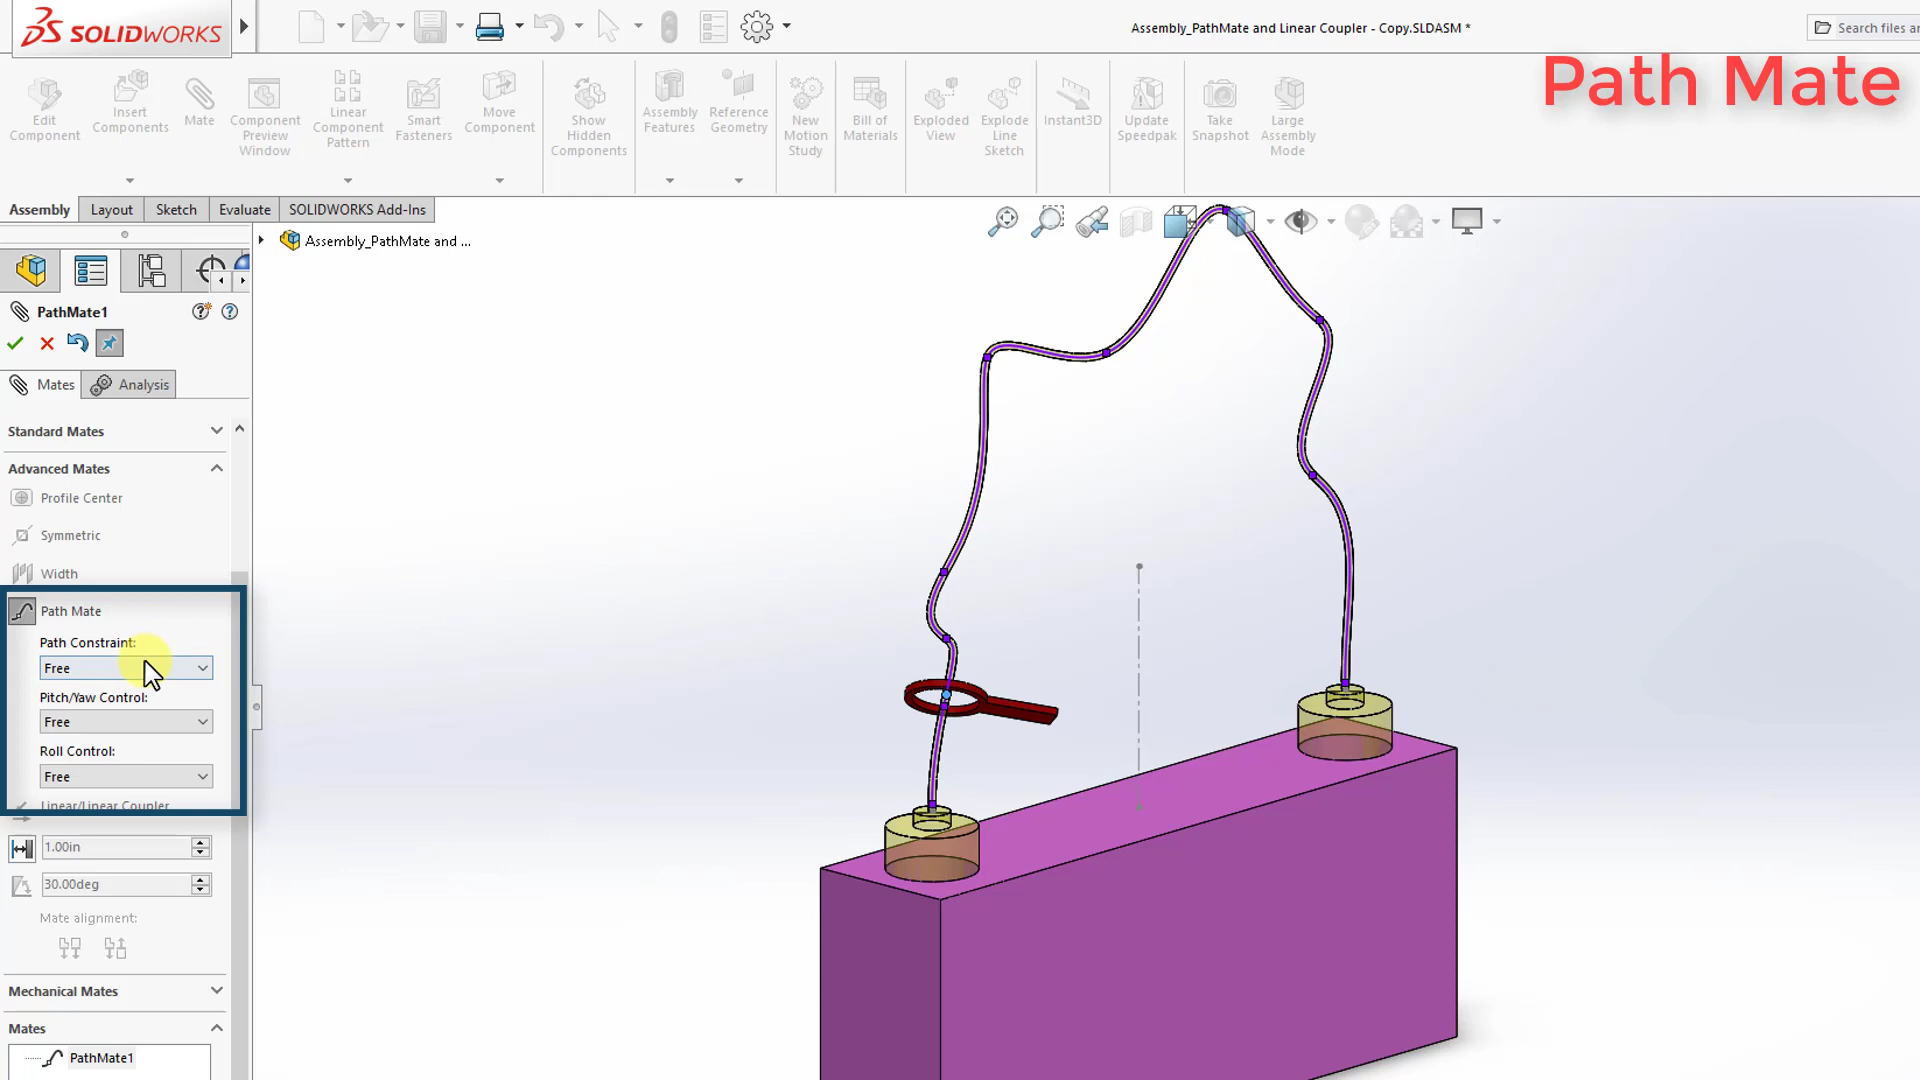 SOLIDWORKS
Assembly_PathMate and Linear Coupler - Copy.SLDASM *
Search files an
Path Mate
Edit Component
Insert Components
Mate
Component Preview Window
Linear Component Pattern
Smart Fasteners
Move Component
Show Hidden Components
Assembly Features
Reference Geometry
New Motion Study
Bill of Materials
Exploded View
Explode Line Sketch
Instant3D
Update Speedpak
Take Snapshot
Large Assembly Mode
Assembly
Layout
Sketch
Evaluate
SOLIDWORKS Add-Ins
Assembly_PathMate and ...
PathMate1
Mates
Analysis
Standard Mates
Advanced Mates
Profile Center
Symmetric
Width
Path Mate
Path Constraint:
Free
Pitch/Yaw Control:
Free
Roll Control:
Free
Linear/Linear Coupler
1.00in
30.00deg
Mate alignment:
Mechanical Mates
Mates
PathMate1